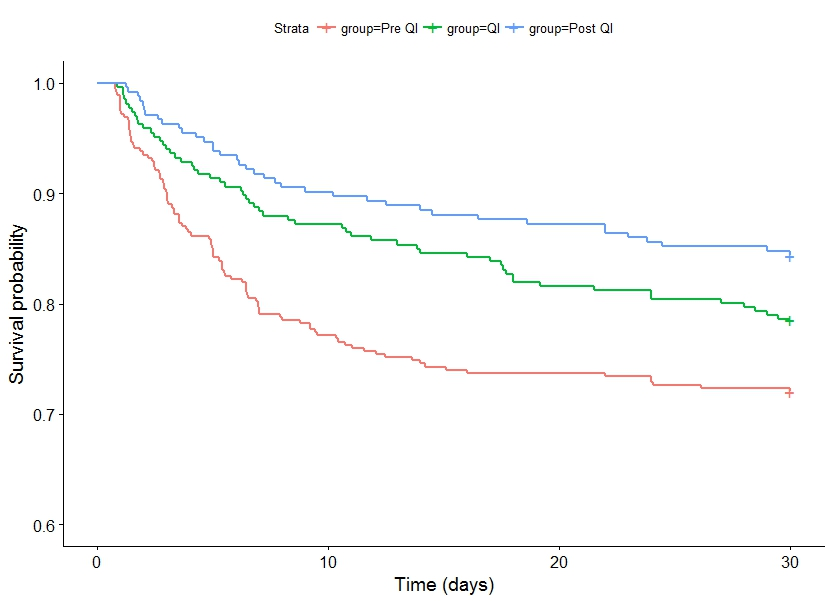 Strata group=Pre QI group=QI group=Post QI
Survival probability
1.0
0.9
0.8
0.7
0.6
0 10 20 30
Time (days)